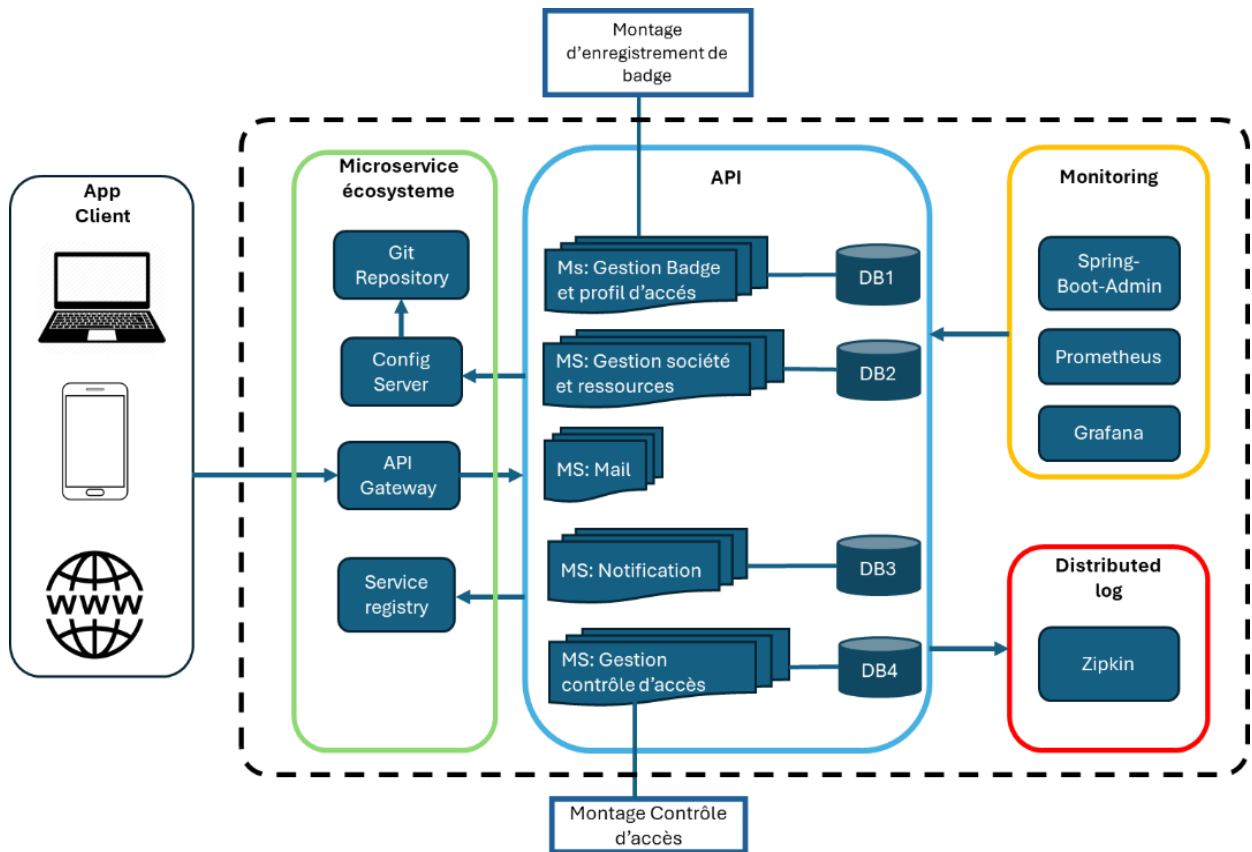 Montage
d'enregistrement de
badge
App
Client
WWW
Microservice
écosysteme
Git
Repository
Config
Server
API
Gateway
Service
registry
API
Ms: Gestion Badge
et profil d'accés
DB1
MS: Gestion société
et ressources
DB2
MS: Mail
MS: Notification
DB3
MS: Gestion
contrôle d'accès
DB4
Monitoring
Spring-
Boot-Admin
Prometheus
Grafana
Distributed
log
Zipkin
Montage Contrôle
d'accès